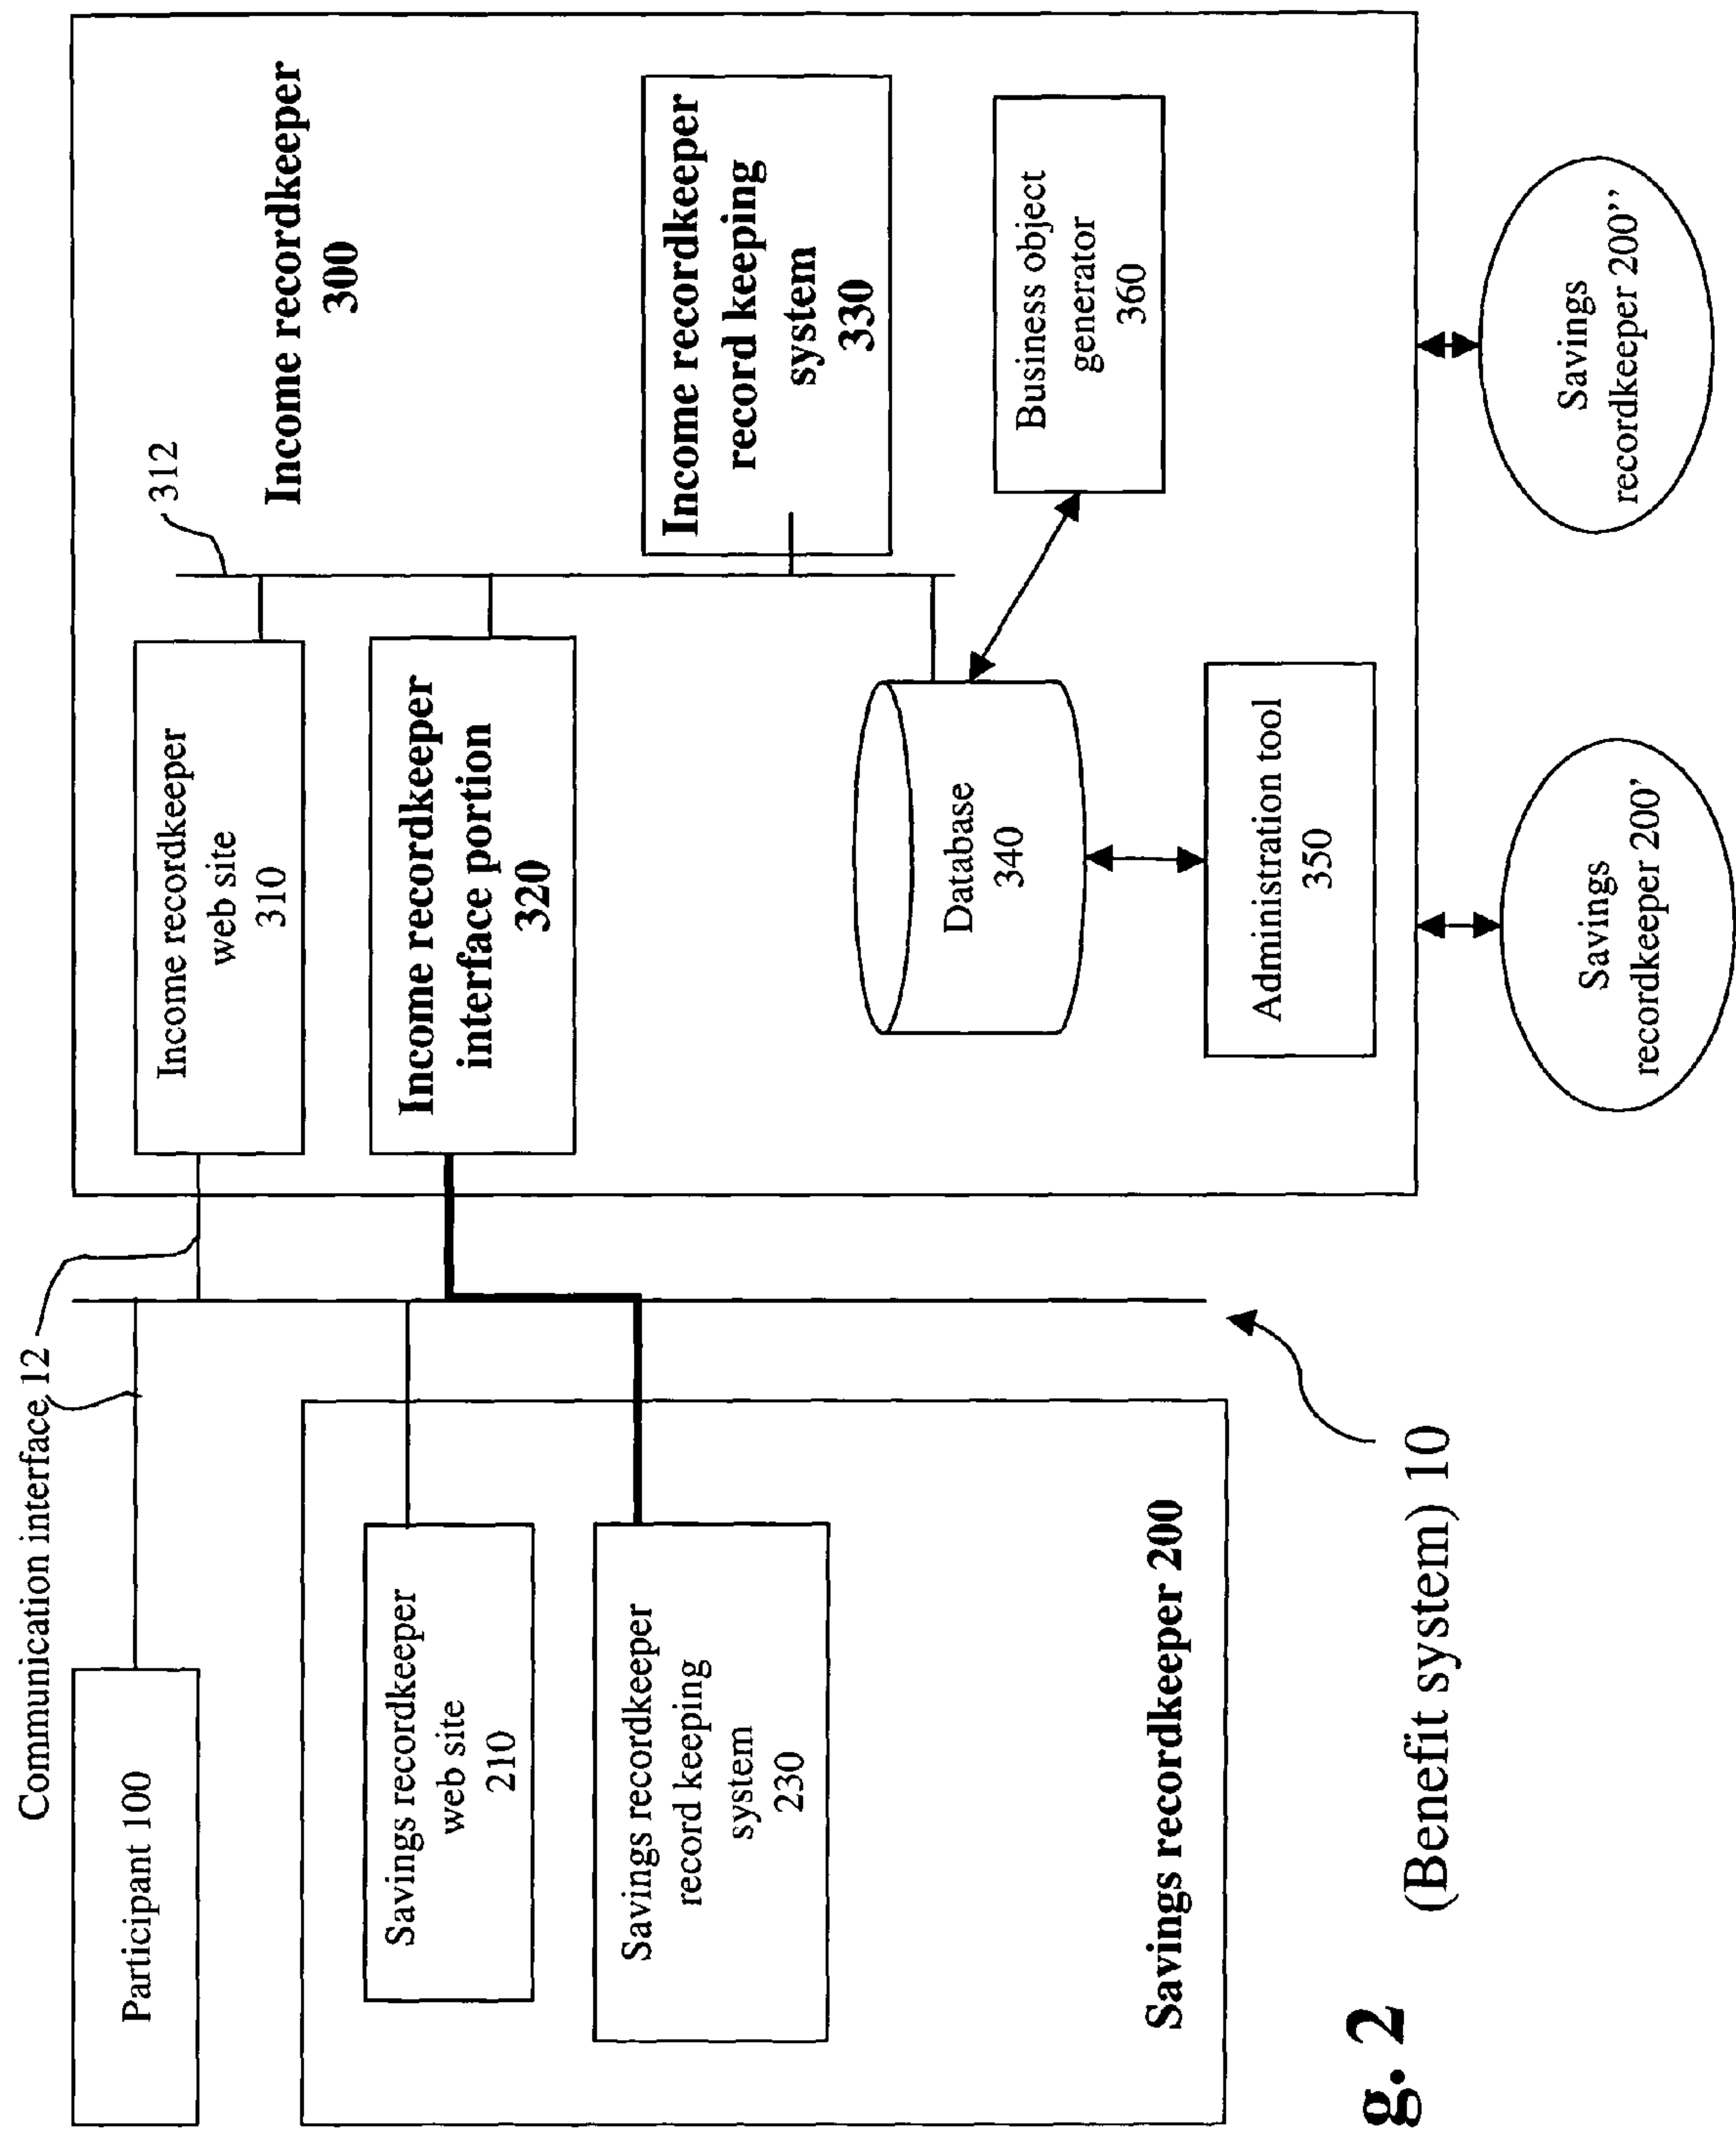 Communication interface 12
Participant 100
Savings recordkeeper
web site
210
Savings recordkeeper
record keeping
system
230
Savings recordkeeper 200
Income recordkeeper
300
312
Income recordkeeper
web site
310
Income recordkeeper
interface portion
320
Income recordkeeper
record keeping
system
330
Database
340
Business object
generator
360
Administration tool
350
Savings
recordkeeper 200'
Savings
recordkeeper 200''
g. 2 (Benefit system) 10